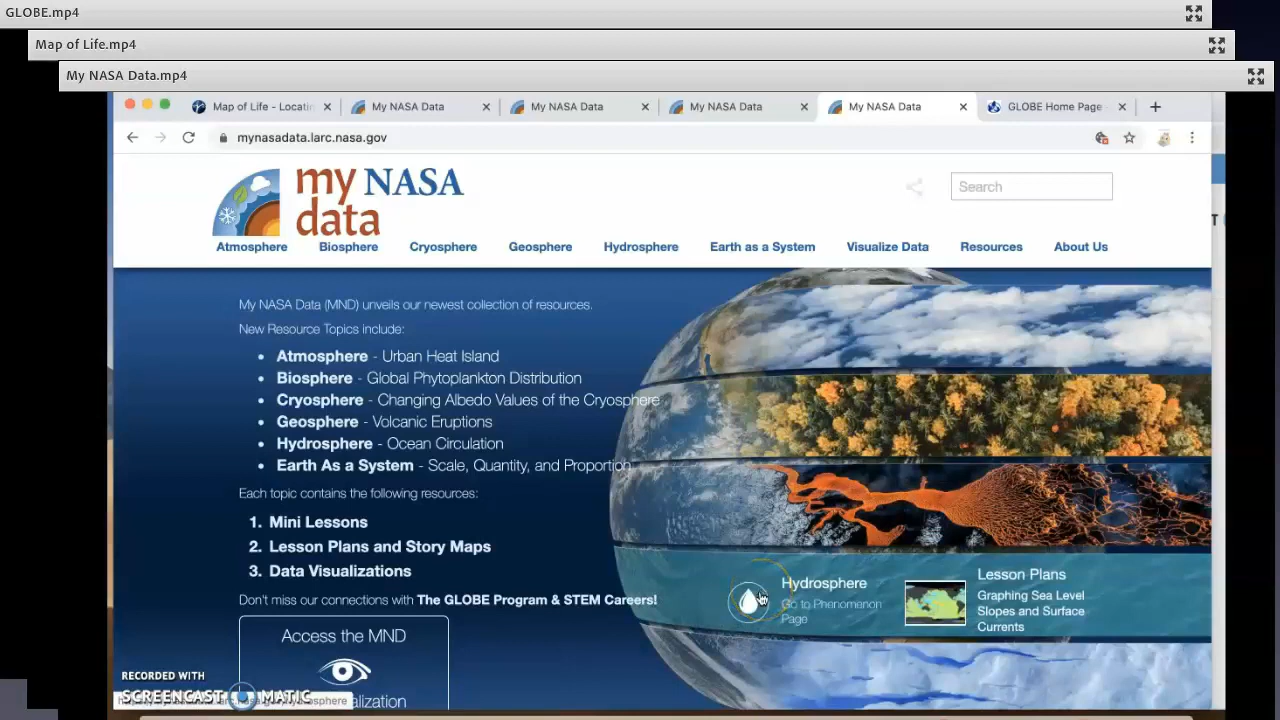 GLOBE.mp4
Map of Life.mp4
My NASA Data.mp4
Map of Life - Locatin
My NASA Data
My NASA Data
My NASA Data
My NASA Data
GLOBE Home Page -
mynasadata.larc.nasa.gov
my NASA
data
Search
Atmosphere Biosphere Cryosphere Geosphere Hydrosphere Earth as a System Visualize Data Resources About Us
My NASA Data (MND) unveils our newest collection of resources.
New Resource Topics include:
• Atmosphere - Urban Heat Island
• Biosphere - Global Phytoplankton Distribution
• Cryosphere - Changing Albedo Values of the Cryosphere
• Geosphere - Volcanic Eruptions
• Hydrosphere - Ocean Circulation
• Earth As a System - Scale, Quantity, and Proportion
Each topic contains the following resources:
1. Mini Lessons
2. Lesson Plans and Story Maps
3. Data Visualizations
Don't miss our connections with The GLOBE Program & STEM Careers!
Access the MND
Hydrosphere
Go to Phenomenon
Page
Lesson Plans
Graphing Sea Level
Slopes and Surface
Currents
RECORDED WITH
SCREENCAST MATIC